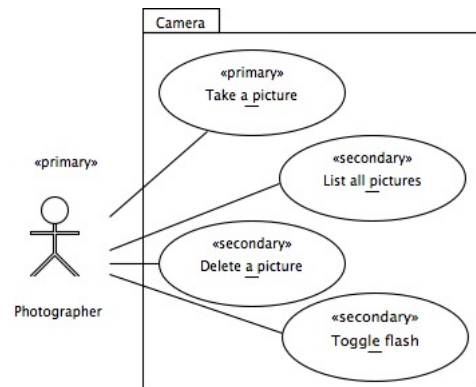 Camera
«primary»
Take a picture
«primary»
«secondary»
List all pictures
«secondary»
Delete a picture
Photographer
«secondary»
Toggle flash